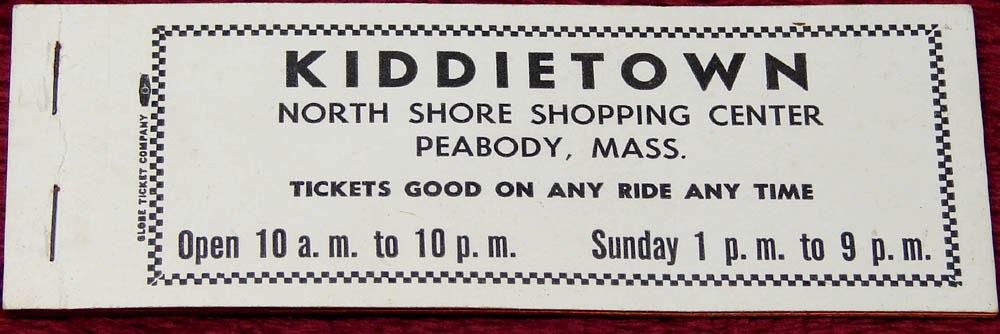 KIDDIETOWN
NORTH SHORE SHOPPING CENTER
PEABODY, MASS.
TICKETS GOOD ON ANY RIDE ANY TIME
Open 10 a. m. to 10 p. m. Sunday 1 p. m. to 9 p. m.
GLOBE TICKET COMPANY